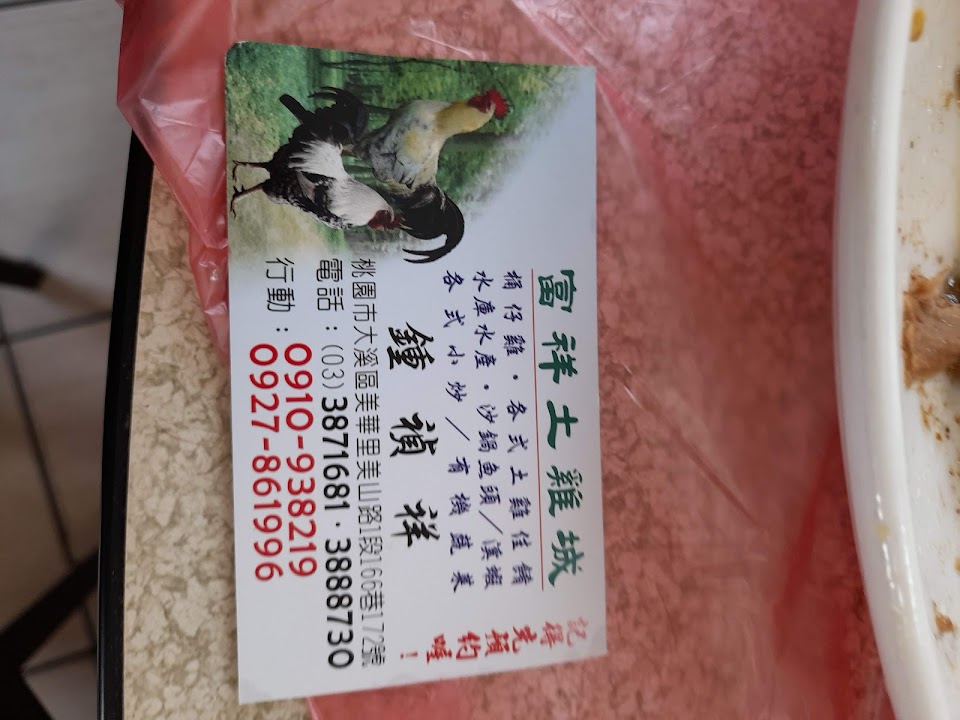 富祥土雞城
桶仔雞．各式土雞佳餚
水庫水產．沙鍋魚頭/溪蝦
各式小炒/有機蔬菜
記得先預約喔!
鍾禎祥
桃園市大溪區美華里美山路1段166巷172號
電話:(03)3871681．3888730
行動:0910-938219
0927-861996